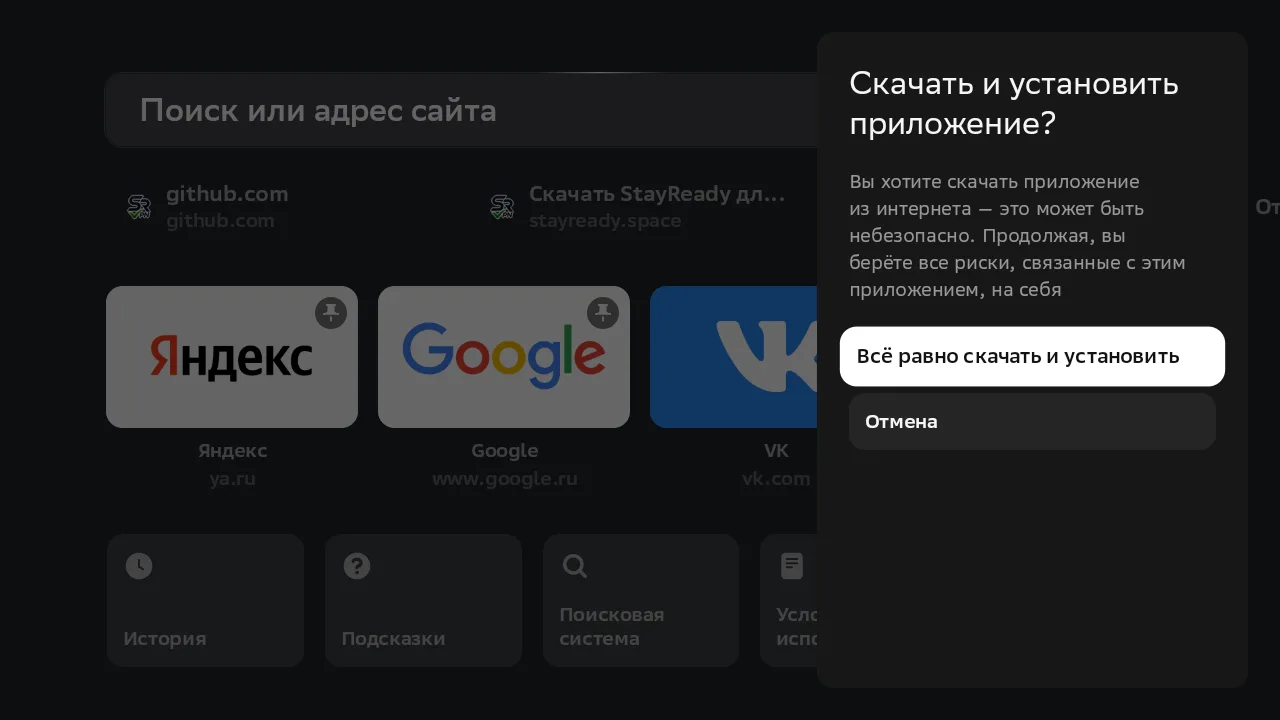 Поиск или адрес сайта
github.com
github.com
Скачать StayReady дл...
stayready.space
Яндекс
Google
Яндекс
ya.ru
Google
www.google.ru
VK
vk.com
История
Подсказки
Поисковая
система
Скачать и установить
приложение?
Вы хотите скачать приложение
из интернета — это может быть
небезопасно. Продолжая, вы
берёте все риски, связанные с этим
приложением, на себя
Всё равно скачать и установить
Отмена